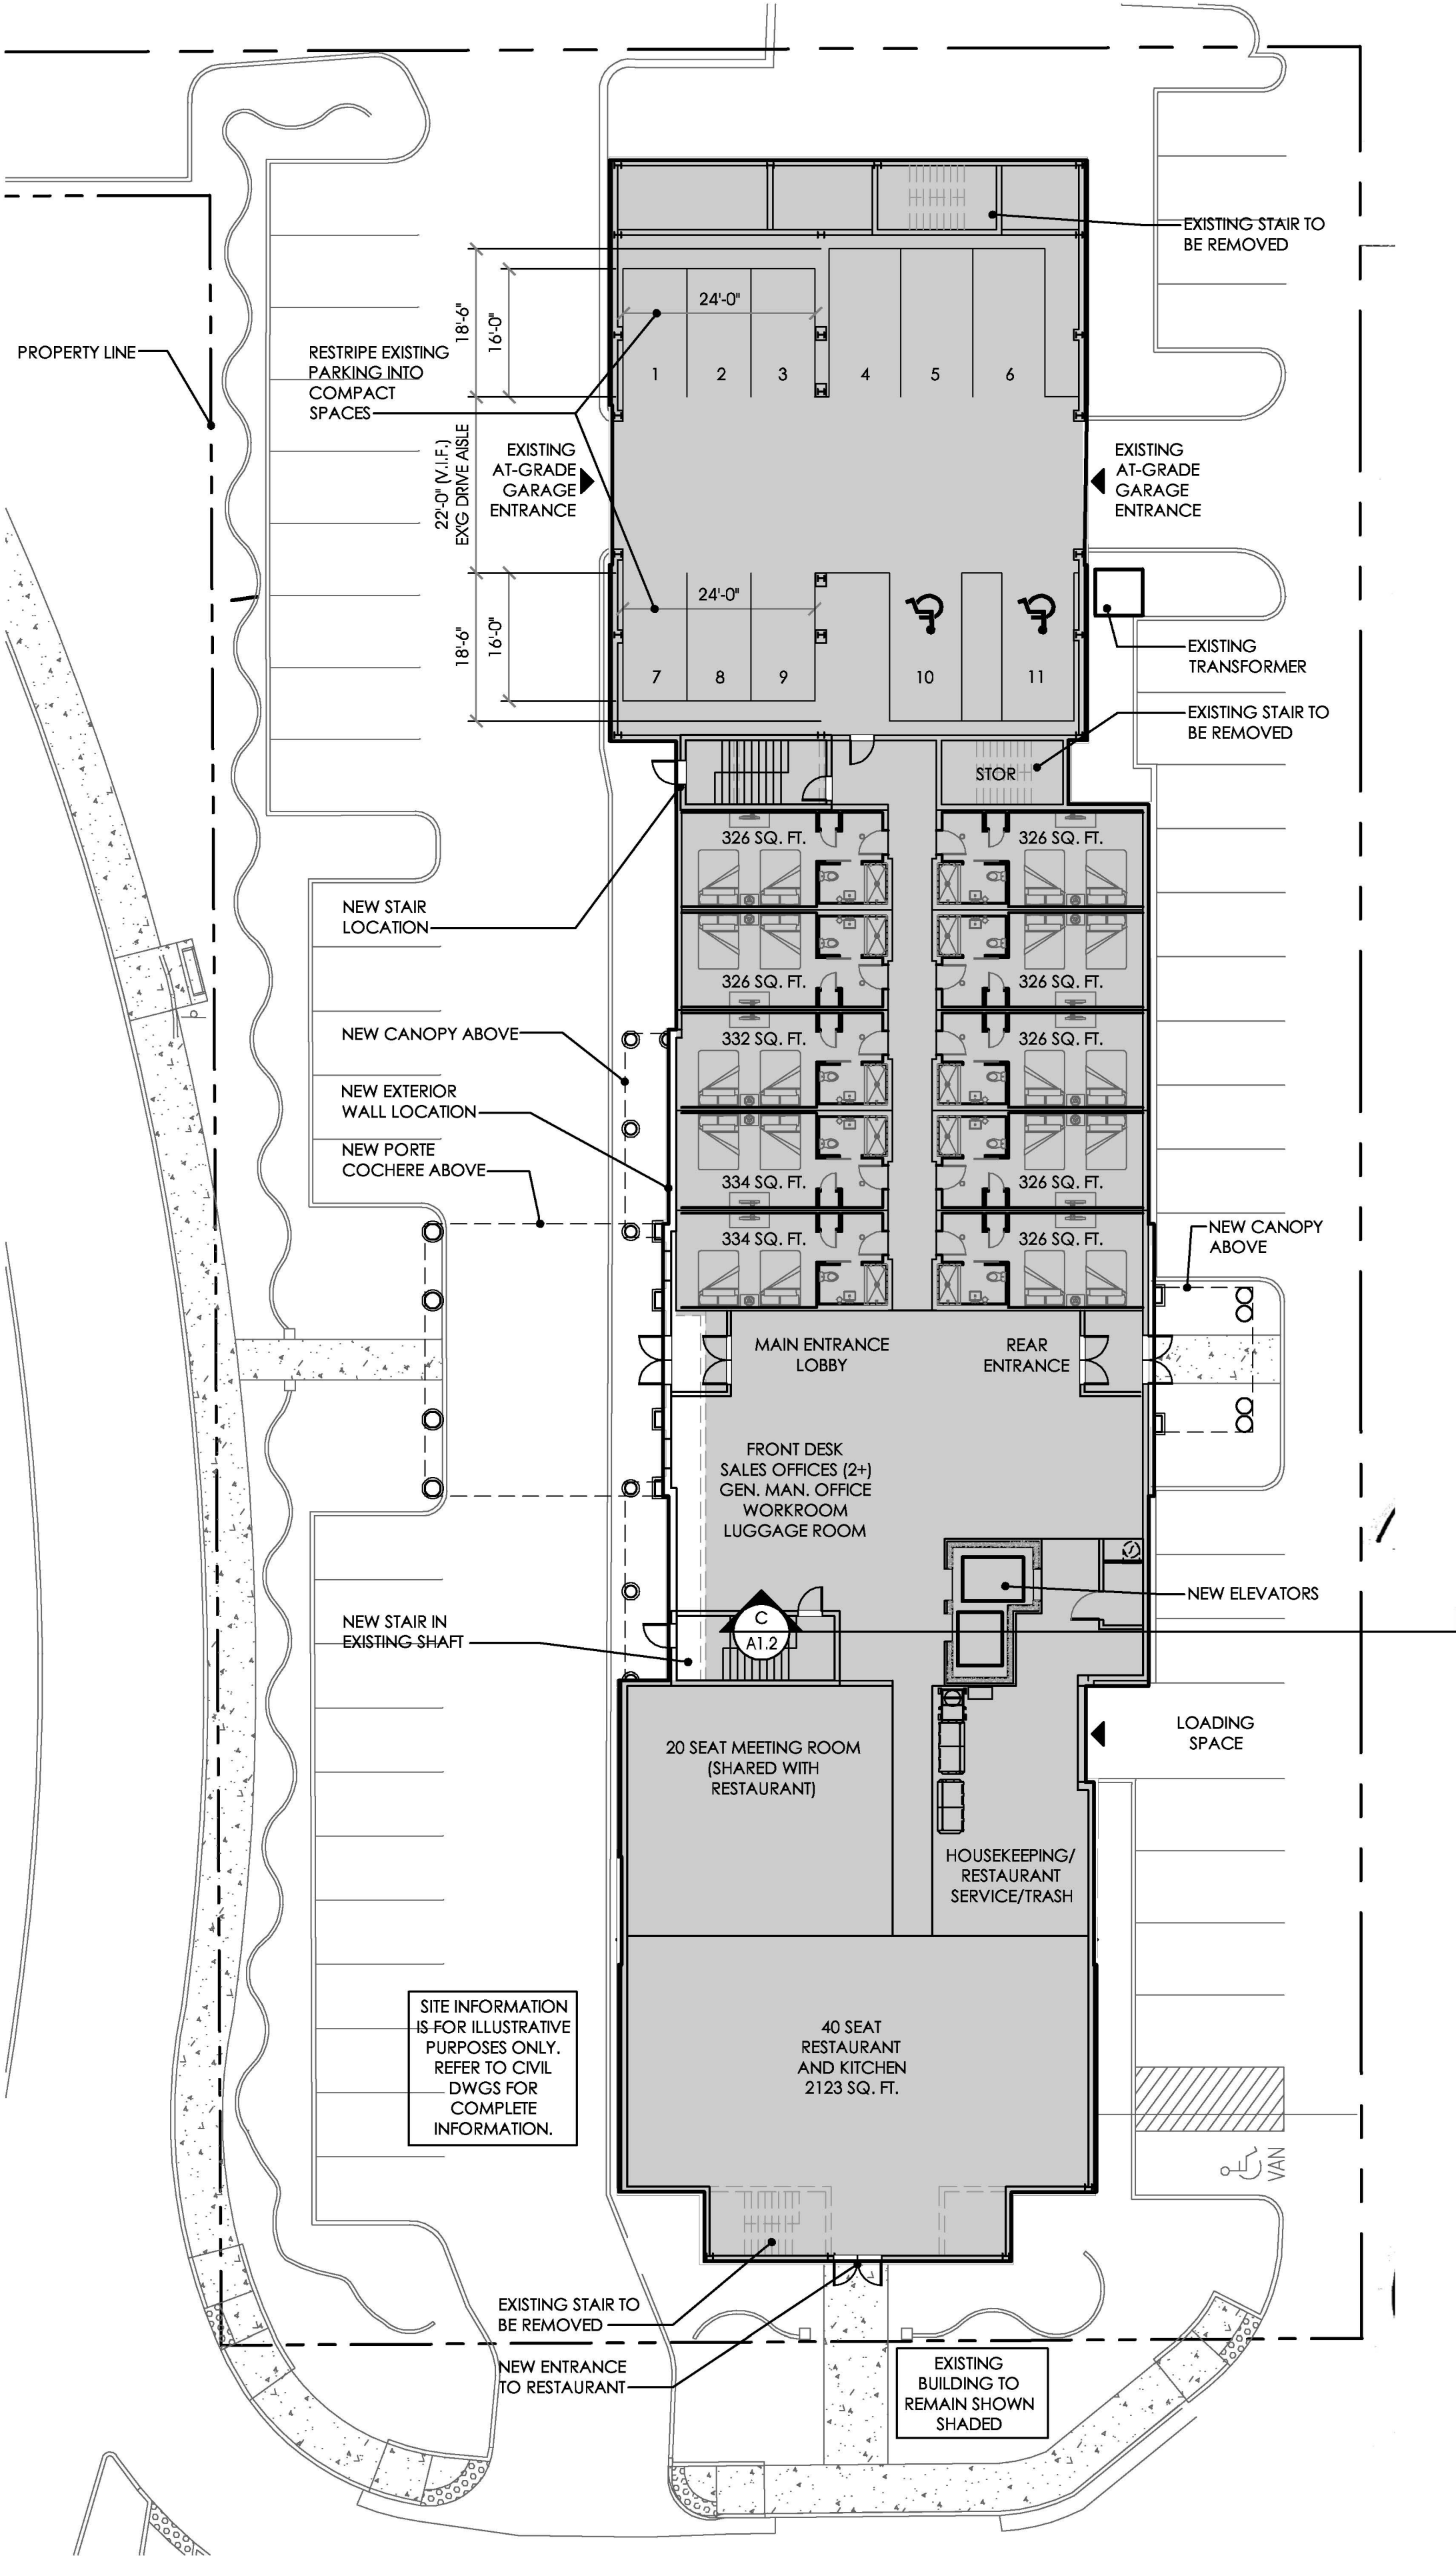 EXISTING STAIR TO
BE REMOVED
PROPERTY LINE
RESTRIPE EXISTING
PARKING INTO
COMPACT
SPACES
18'-6"
16'-0"
24'-0"
1
2
3
4
5
6
22'-0" (V.I.F.)
EX'G DRIVE AISLE
EXISTING
AT-GRADE
GARAGE
ENTRANCE
EXISTING
AT-GRADE
GARAGE
ENTRANCE
18'-6"
16'-0"
24'-0"
7
8
9
10
11
EXISTING
TRANSFORMER
EXISTING STAIR TO
BE REMOVED
STOR
326 SQ. FT.
326 SQ. FT.
NEW STAIR
LOCATION
326 SQ. FT.
326 SQ. FT.
NEW CANOPY ABOVE
332 SQ. FT.
326 SQ. FT.
NEW EXTERIOR
WALL LOCATION
NEW PORTE
COCHERE ABOVE
334 SQ. FT.
326 SQ. FT.
334 SQ. FT.
326 SQ. FT.
NEW CANOPY
ABOVE
MAIN ENTRANCE
LOBBY
REAR
ENTRANCE
FRONT DESK
SALES OFFICES (2+)
GEN. MAN. OFFICE
WORKROOM
LUGGAGE ROOM
NEW ELEVATORS
NEW STAIR IN
EXISTING SHAFT
C
A1.2
LOADING
SPACE
20 SEAT MEETING ROOM
(SHARED WITH
RESTAURANT)
HOUSEKEEPING/
RESTAURANT
SERVICE/TRASH
SITE INFORMATION
IS FOR ILLUSTRATIVE
PURPOSES ONLY.
REFER TO CIVIL
DWGS FOR
COMPLETE
INFORMATION.
40 SEAT
RESTAURANT
AND KITCHEN
2123 SQ. FT.
VAN
EXISTING STAIR TO
BE REMOVED
NEW ENTRANCE
TO RESTAURANT
EXISTING
BUILDING TO
REMAIN SHOWN
SHADED